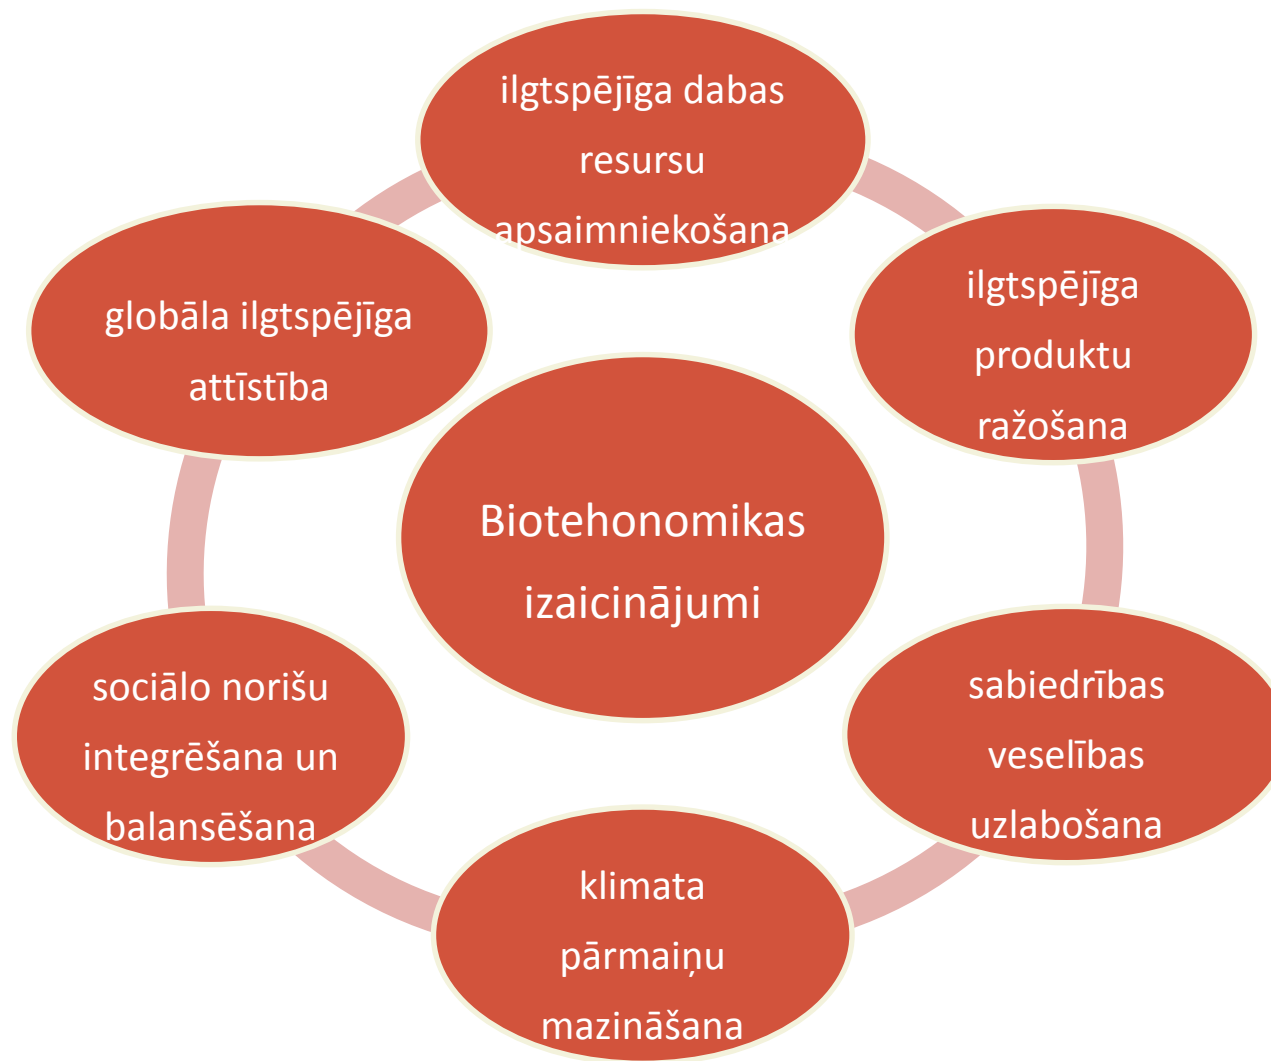 ilgtspējīga dabas
resursu
apsaimniekošana
ilgtspējīga
produktu
ražošana
sabiedrības
veselības
uzlabošana
klimata
pārmaiņu
mazināšana
sociālo norišu
integrēšana un
balansēšana
globāla ilgtspējīga
attīstība
Biotehonomikas
izaicinājumi